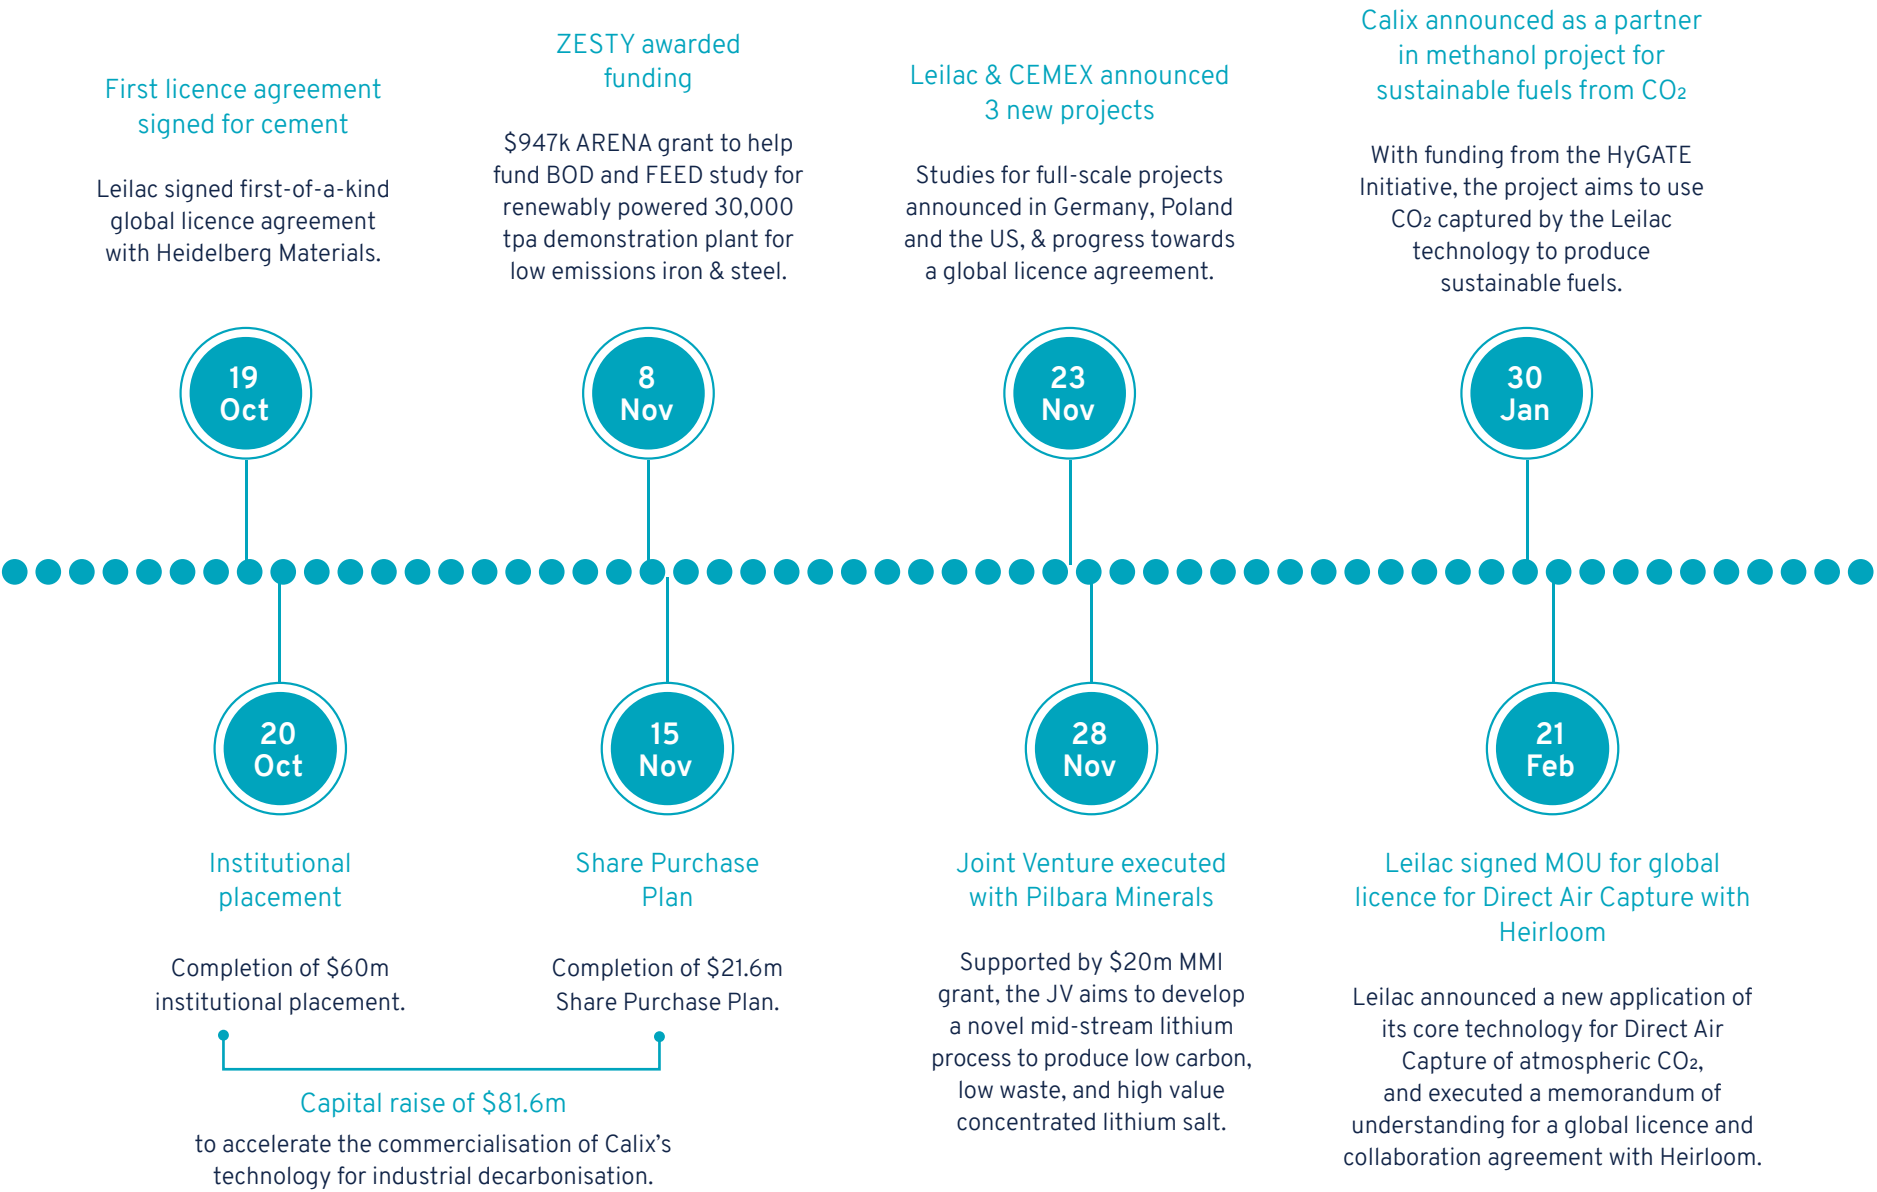 First licence agreement
signed for cement
Leilac signed first-of-a-kind
global licence agreement
with Heidelberg Materials.
19
Oct
ZESTY awarded
funding
$947k ARENA grant to help
fund BOD and FEED study for
renewably powered 30,000
tpa demonstration plant for
low emissions iron & steel.
8
Nov
Leilac & CEMEX announced
3 new projects
Studies for full-scale projects
announced in Germany, Poland
and the US, & progress towards
a global licence agreement.
23
Nov
Calix announced as a partner
in methanol project for
sustainable fuels from CO₂
With funding from the HyGATE
Initiative, the project aims to use
CO₂ captured by the Leilac
technology to produce
sustainable fuels.
30
Jan
20
Oct
Institutional
placement
Completion of $60m
institutional placement.
15
Nov
Share Purchase
Plan
Completion of $21.6m
Share Purchase Plan.
Capital raise of $81.6m
to accelerate the commercialisation of Calix’s
technology for industrial decarbonisation.
28
Nov
Joint Venture executed
with Pilbara Minerals
Supported by $20m MMI
grant, the JV aims to develop
a novel mid-stream lithium
process to produce low carbon,
low waste, and high value
concentrated lithium salt.
21
Feb
Leilac signed MOU for global
licence for Direct Air Capture with
Heirloom
Leilac announced a new application of
its core technology for Direct Air
Capture of atmospheric CO₂,
and executed a memorandum of
understanding for a global licence and
collaboration agreement with Heirloom.